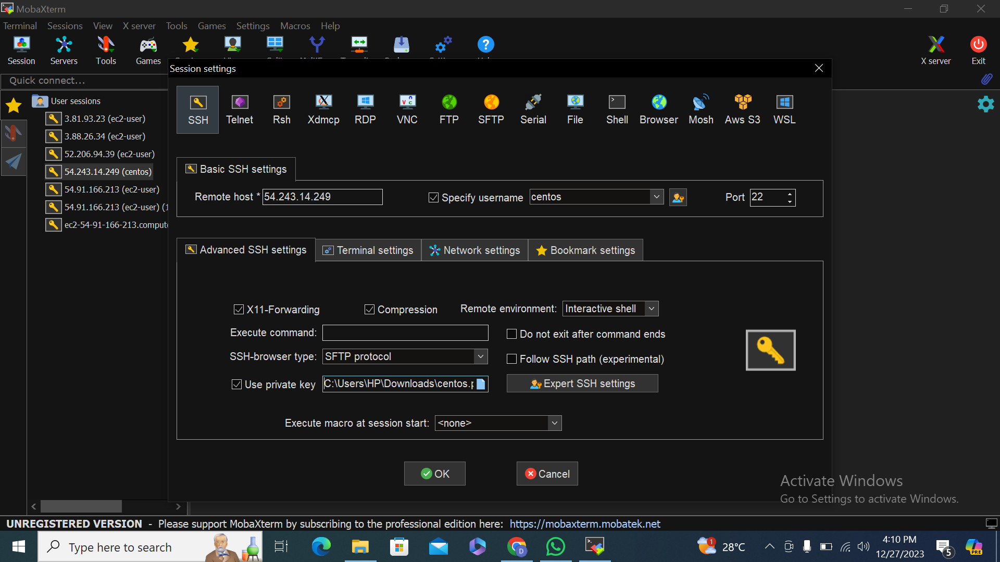 MobaXterm
Terminal Sessions View X server Tools Games Settings Macros Help
Session Servers Tools Games
X server Exit
Session settings
Quick connect...
User sessions
3.81.93.23 (ec2-user)
3.88.26.34 (ec2-user)
52.206.94.39 (ec2-user)
54.243.14.249 (centos)
54.91.166.213 (ec2-user)
54.91.166.213 (ec2-user) (1
ec2-54-91-166-213.comput
SSH Telnet Rsh Xdmcp RDP VNC FTP SFTP Serial File Shell Browser Mosh Aws S3 WSL
Basic SSH settings
Remote host * 54.243.14.249 Specify username centos Port 22
Advanced SSH settings Terminal settings Network settings Bookmark settings
X11-Forwarding Compression Remote environment: Interactive shell
Execute command: Do not exit after command ends
SSH-browser type: SFTP protocol Follow SSH path (experimental)
Use private key C:\Users\HP\Downloads\centos.p Expert SSH settings
Execute macro at session start: <none>
OK Cancel
Activate Windows
Go to Settings to activate Windows.
UNREGISTERED VERSION - Please support MobaXterm by subscribing to the professional edition here: https://mobaxterm.mobatek.net
Type here to search
1 28°C
4:10 PM
12/27/2023
5
PRE